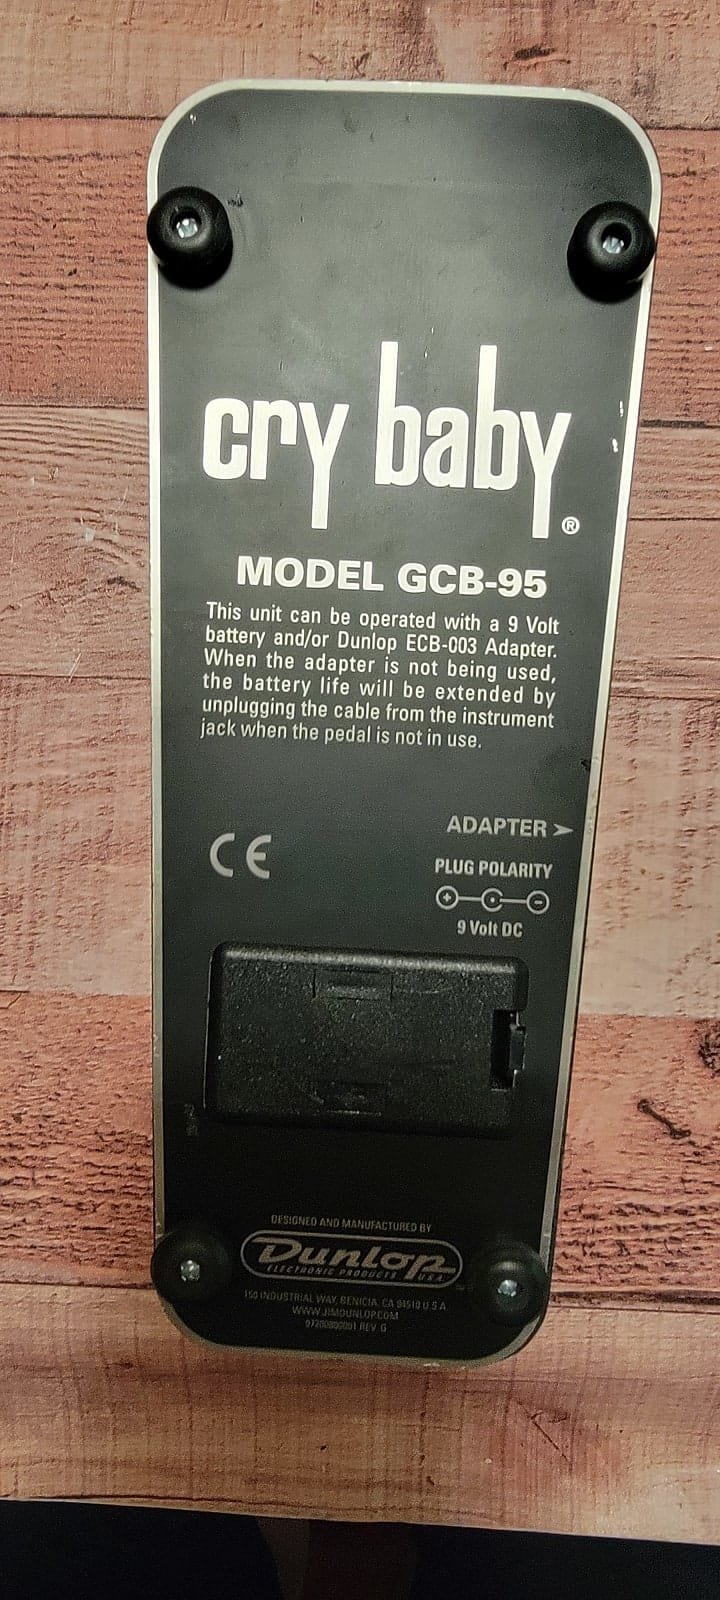 cry baby®
MODEL GCB-95
This unit can be operated with a 9 Volt
battery and/or Dunlop ECB-003 Adapter.
When the adapter is not being used,
the battery life will be extended by
unplugging the cable from the instrument
jack when the pedal is not in use.
ADAPTER ➤
CE
PLUG POLARITY
+ C -
9 Volt DC
DESIGNED AND MANUFACTURED BY
DUNLOP
ELECTRONIC PRODUCTS U.S.A.
150 INDUSTRIAL WAY, BENICIA, CA 94510 U S A
WWW.JIMDUNLOP.COM
REV G